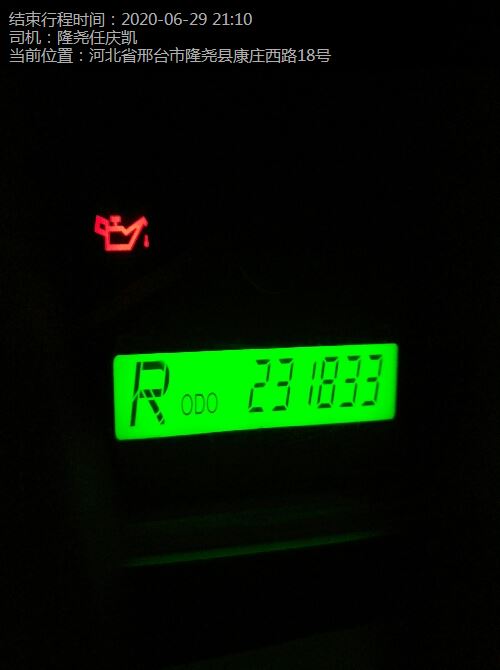 结束行程时间：2020-06-29 21:10
司机：隆尧任庆凯
当前位置：河北省邢台市隆尧县康庄西路18号
R ODO 231833